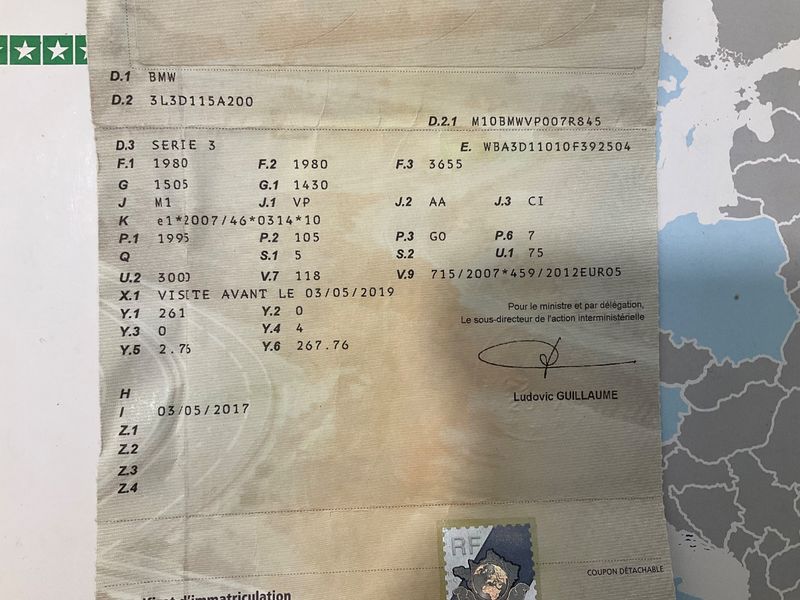 D.1 BMW
D.2 3L3D115A200
D.2.1 M10BMWVP007R845
D.3 SERIE 3 E. WBA3D11010F392504
F.1 1980 F.2 1980 F.3 3655
G 1505 G.1 1430
J M1 J.1 VP J.2 AA J.3 CI
K e1*2007/46*0314*10
P.1 1995 P.2 105 P.3 GO P.6 7
Q S.1 5 S.2 U.1 75
U.2 3000 V.7 118 V.9 715/2007*459/2012EURO5
X.1 VISITE AVANT LE 03/05/2019
Y.1 261 Y.2 0
Y.3 0 Y.4 4
Y.5 2.76 Y.6 267.76
Pour le ministre et par délégation,
Le sous-directeur de l'action interministérielle
Ludovic GUILLAUME
H
I 03/05/2017
Z.1
Z.2
Z.3
Z.4
RF
COUPON DÉTACHABLE
d'immatriculation